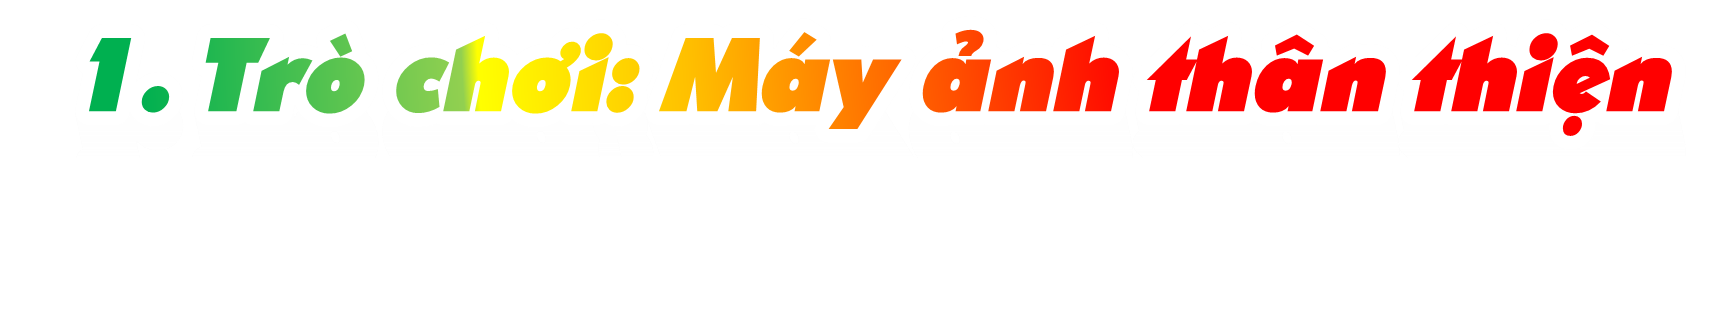 1. Trò chơi: Máy ảnh thân thiện